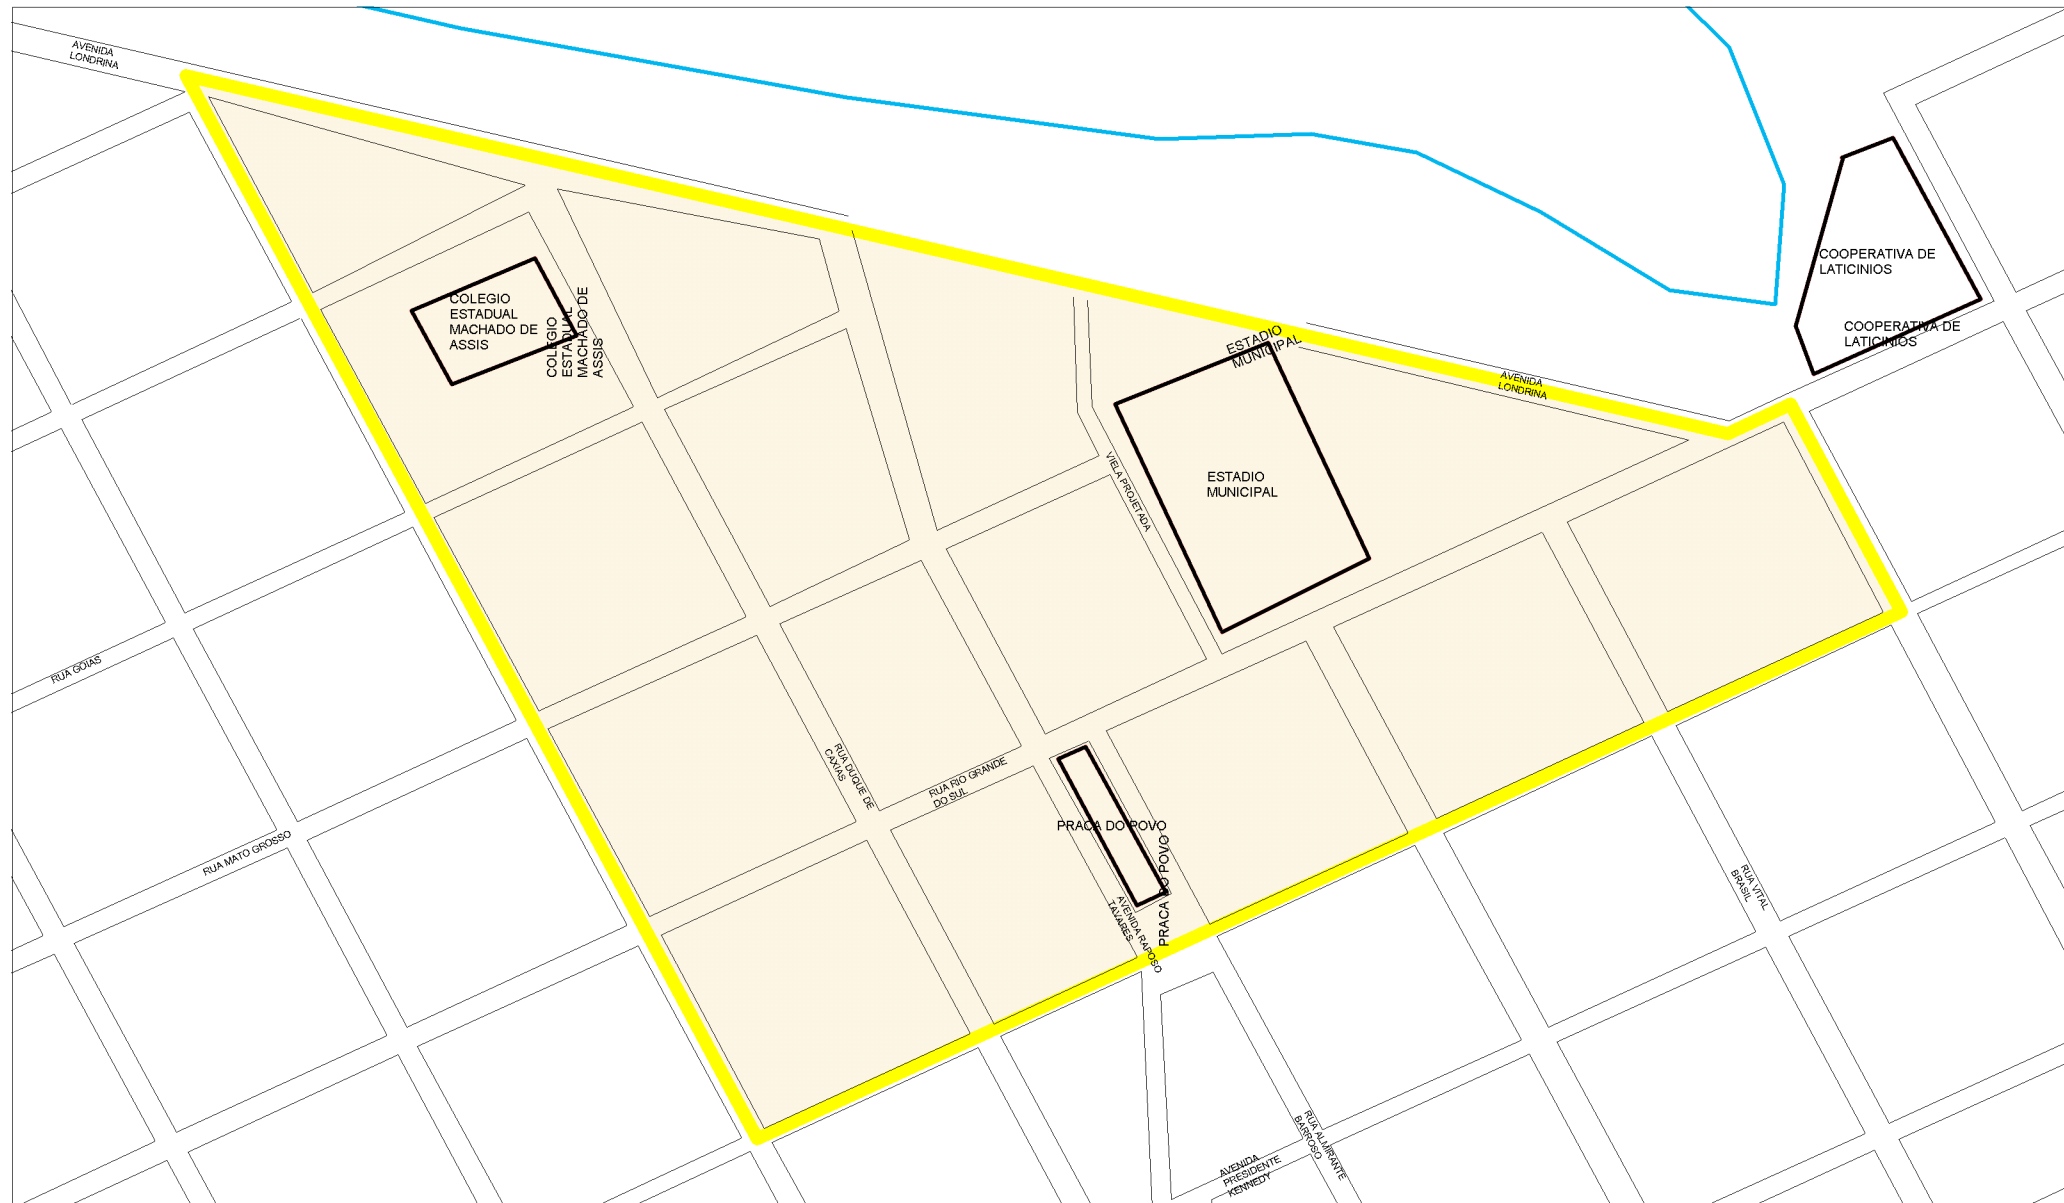 AVENIDA
LONDRINA
COOPERATIVA DE
LATICINIOS
COLEGIO
ESTADUAL
MACHADO DE
ASSIS
COLEGIO
ESTADUAL
MACHADO DE
ASSIS
COOPERATIVA DE
LATICINIOS
ESTADIO
MUNICIPAL
AVENIDA
LONDRINA
VIELA PROJETADA
ESTADIO
MUNICIPAL
RUA GOIAS
RUA DUQUE DE
CAXIAS
RUA RIO GRANDE
DO SUL
PRACA DO POVO
PRACA DO POVO
RUA MATO GROSSO
AVENIDA RAPOSO
TAVARES
RUA VITAL
BRASIL
RUA ALMIRANTE
BARROSO
AVENIDA
PRESIDENTE
KENNEDY